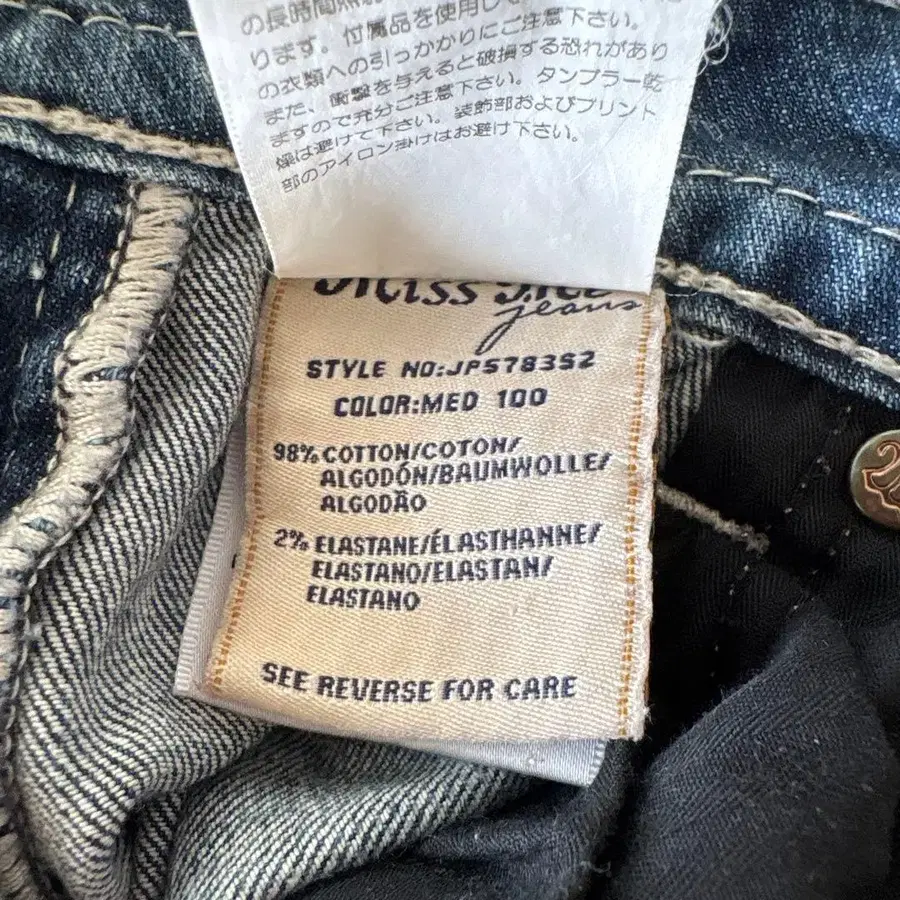 の長時間照
ります。付属品を使用して
の衣類への引っかかりにご注意下さい。
また、衝撃を与えると破損する恐れがあり
ますので充分ご注意下さい。タンブラー乾
燥は避けて下さい。装飾部およびプリント
部のアイロン掛けはお避け下さい。
Miss Me
jeans
STYLE NO:JP5783S2
COLOR:MED 100
98% COTTON/COTON/
ALGODÓN/BAUMWOLLE/
ALGODÃO
2% ELASTANE/ÉLASTHANNE/
ELASTANO/ELASTAN/
ELASTANO
SEE REVERSE FOR CARE